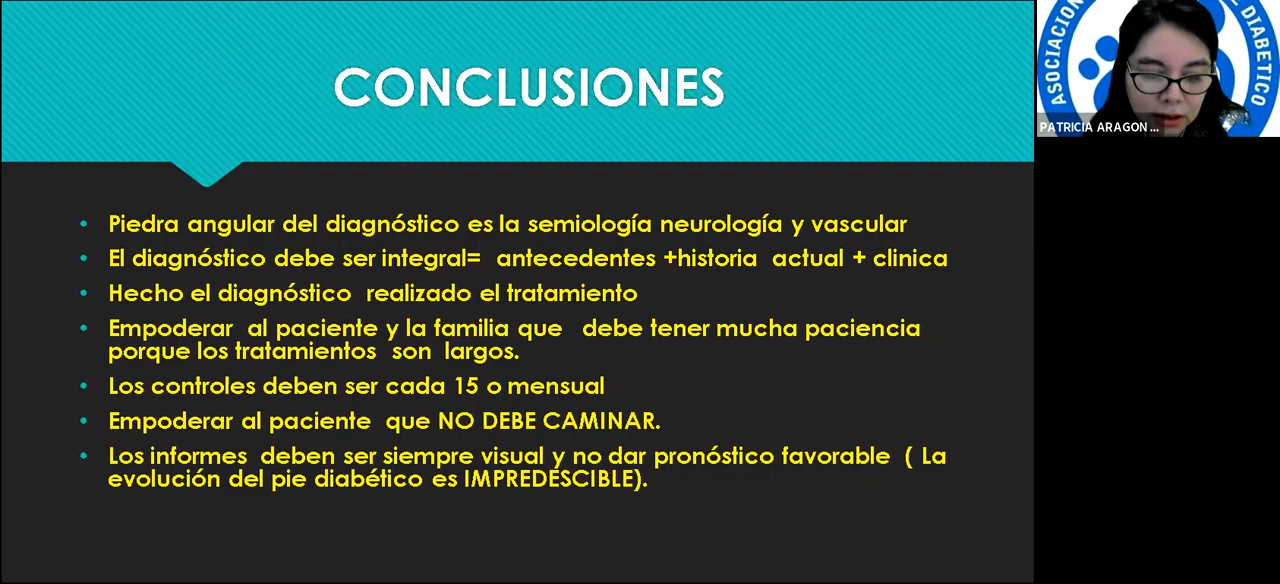 CONCLUSIONES
Piedra angular del diagnóstico es la semiología neurología y vascular
El diagnóstico debe ser integral= antecedentes +historia actual + clinica
Hecho el diagnóstico realizado el tratamiento
Empoderar al paciente y la familia que debe tener mucha paciencia
porque los tratamientos son largos.
Los controles deben ser cada 15 o mensual
Empoderar al paciente que NO DEBE CAMINAR.
Los informes deben ser siempre visual y no dar pronóstico favorable ( La
evolución del pie diabético es IMPREDESCIBLE).
ASOCIACION
DIABETICO
PATRICIA ARAGON ...